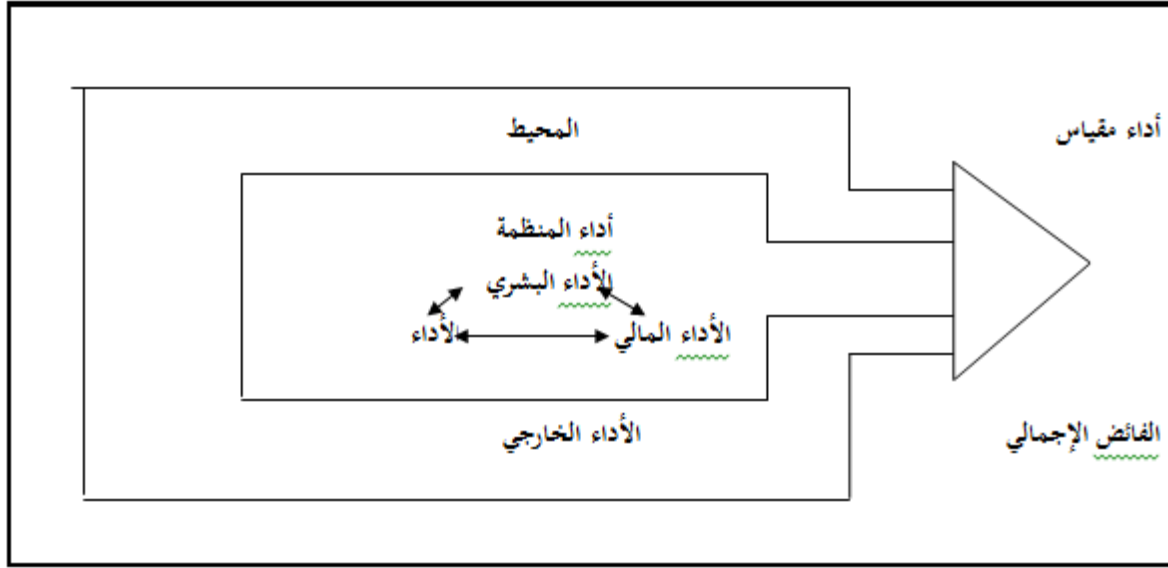 المحيط
أداء مقياس
أداء المنظمة
الأداء البشري
الأداء المالي
الأداء
الأداء الخارجي
الفائض الإجمالي